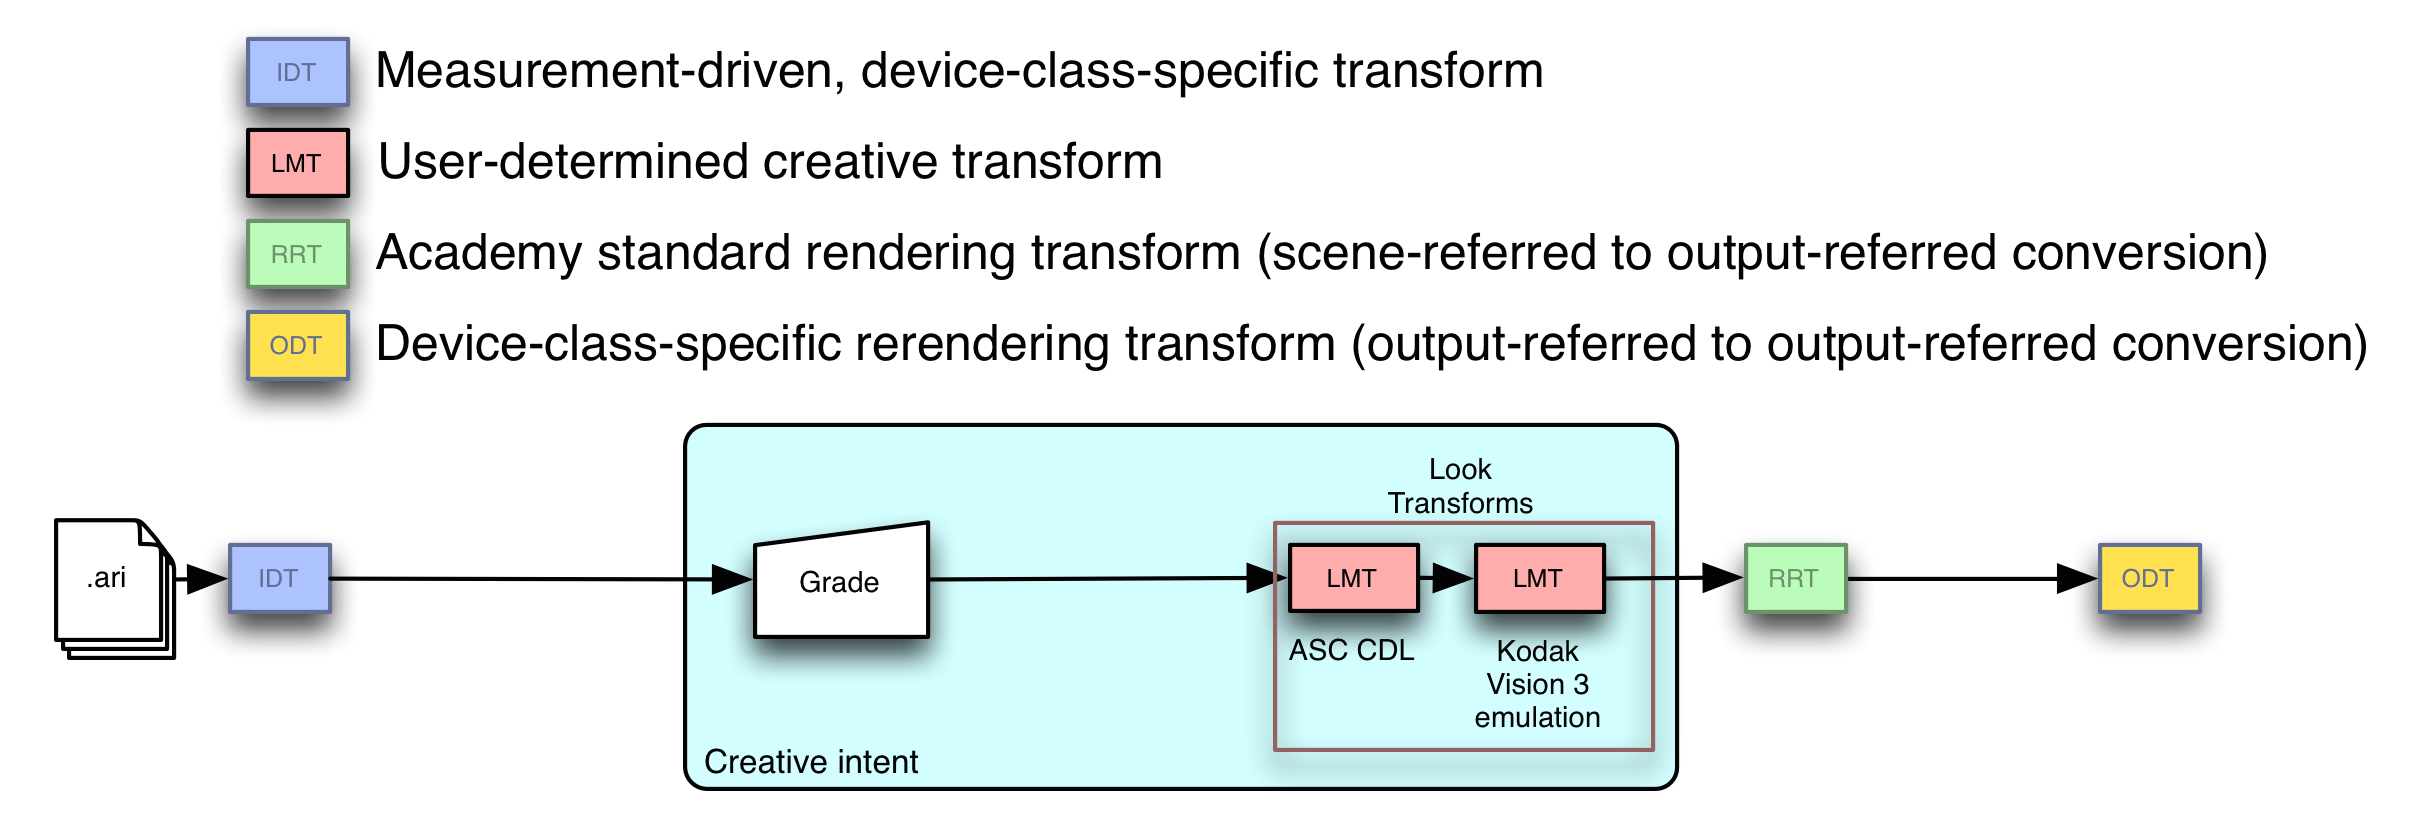 IDT Measurement-driven, device-class-specific transform
LMT User-determined creative transform
RRT Academy standard rendering transform (scene-referred to output-referred conversion)
ODT Device-class-specific rerendering transform (output-referred to output-referred conversion)
.ari
IDT
Grade
Look
Transforms
LMT
LMT
ASC CDL
Kodak
Vision 3
emulation
Creative intent
RRT
ODT